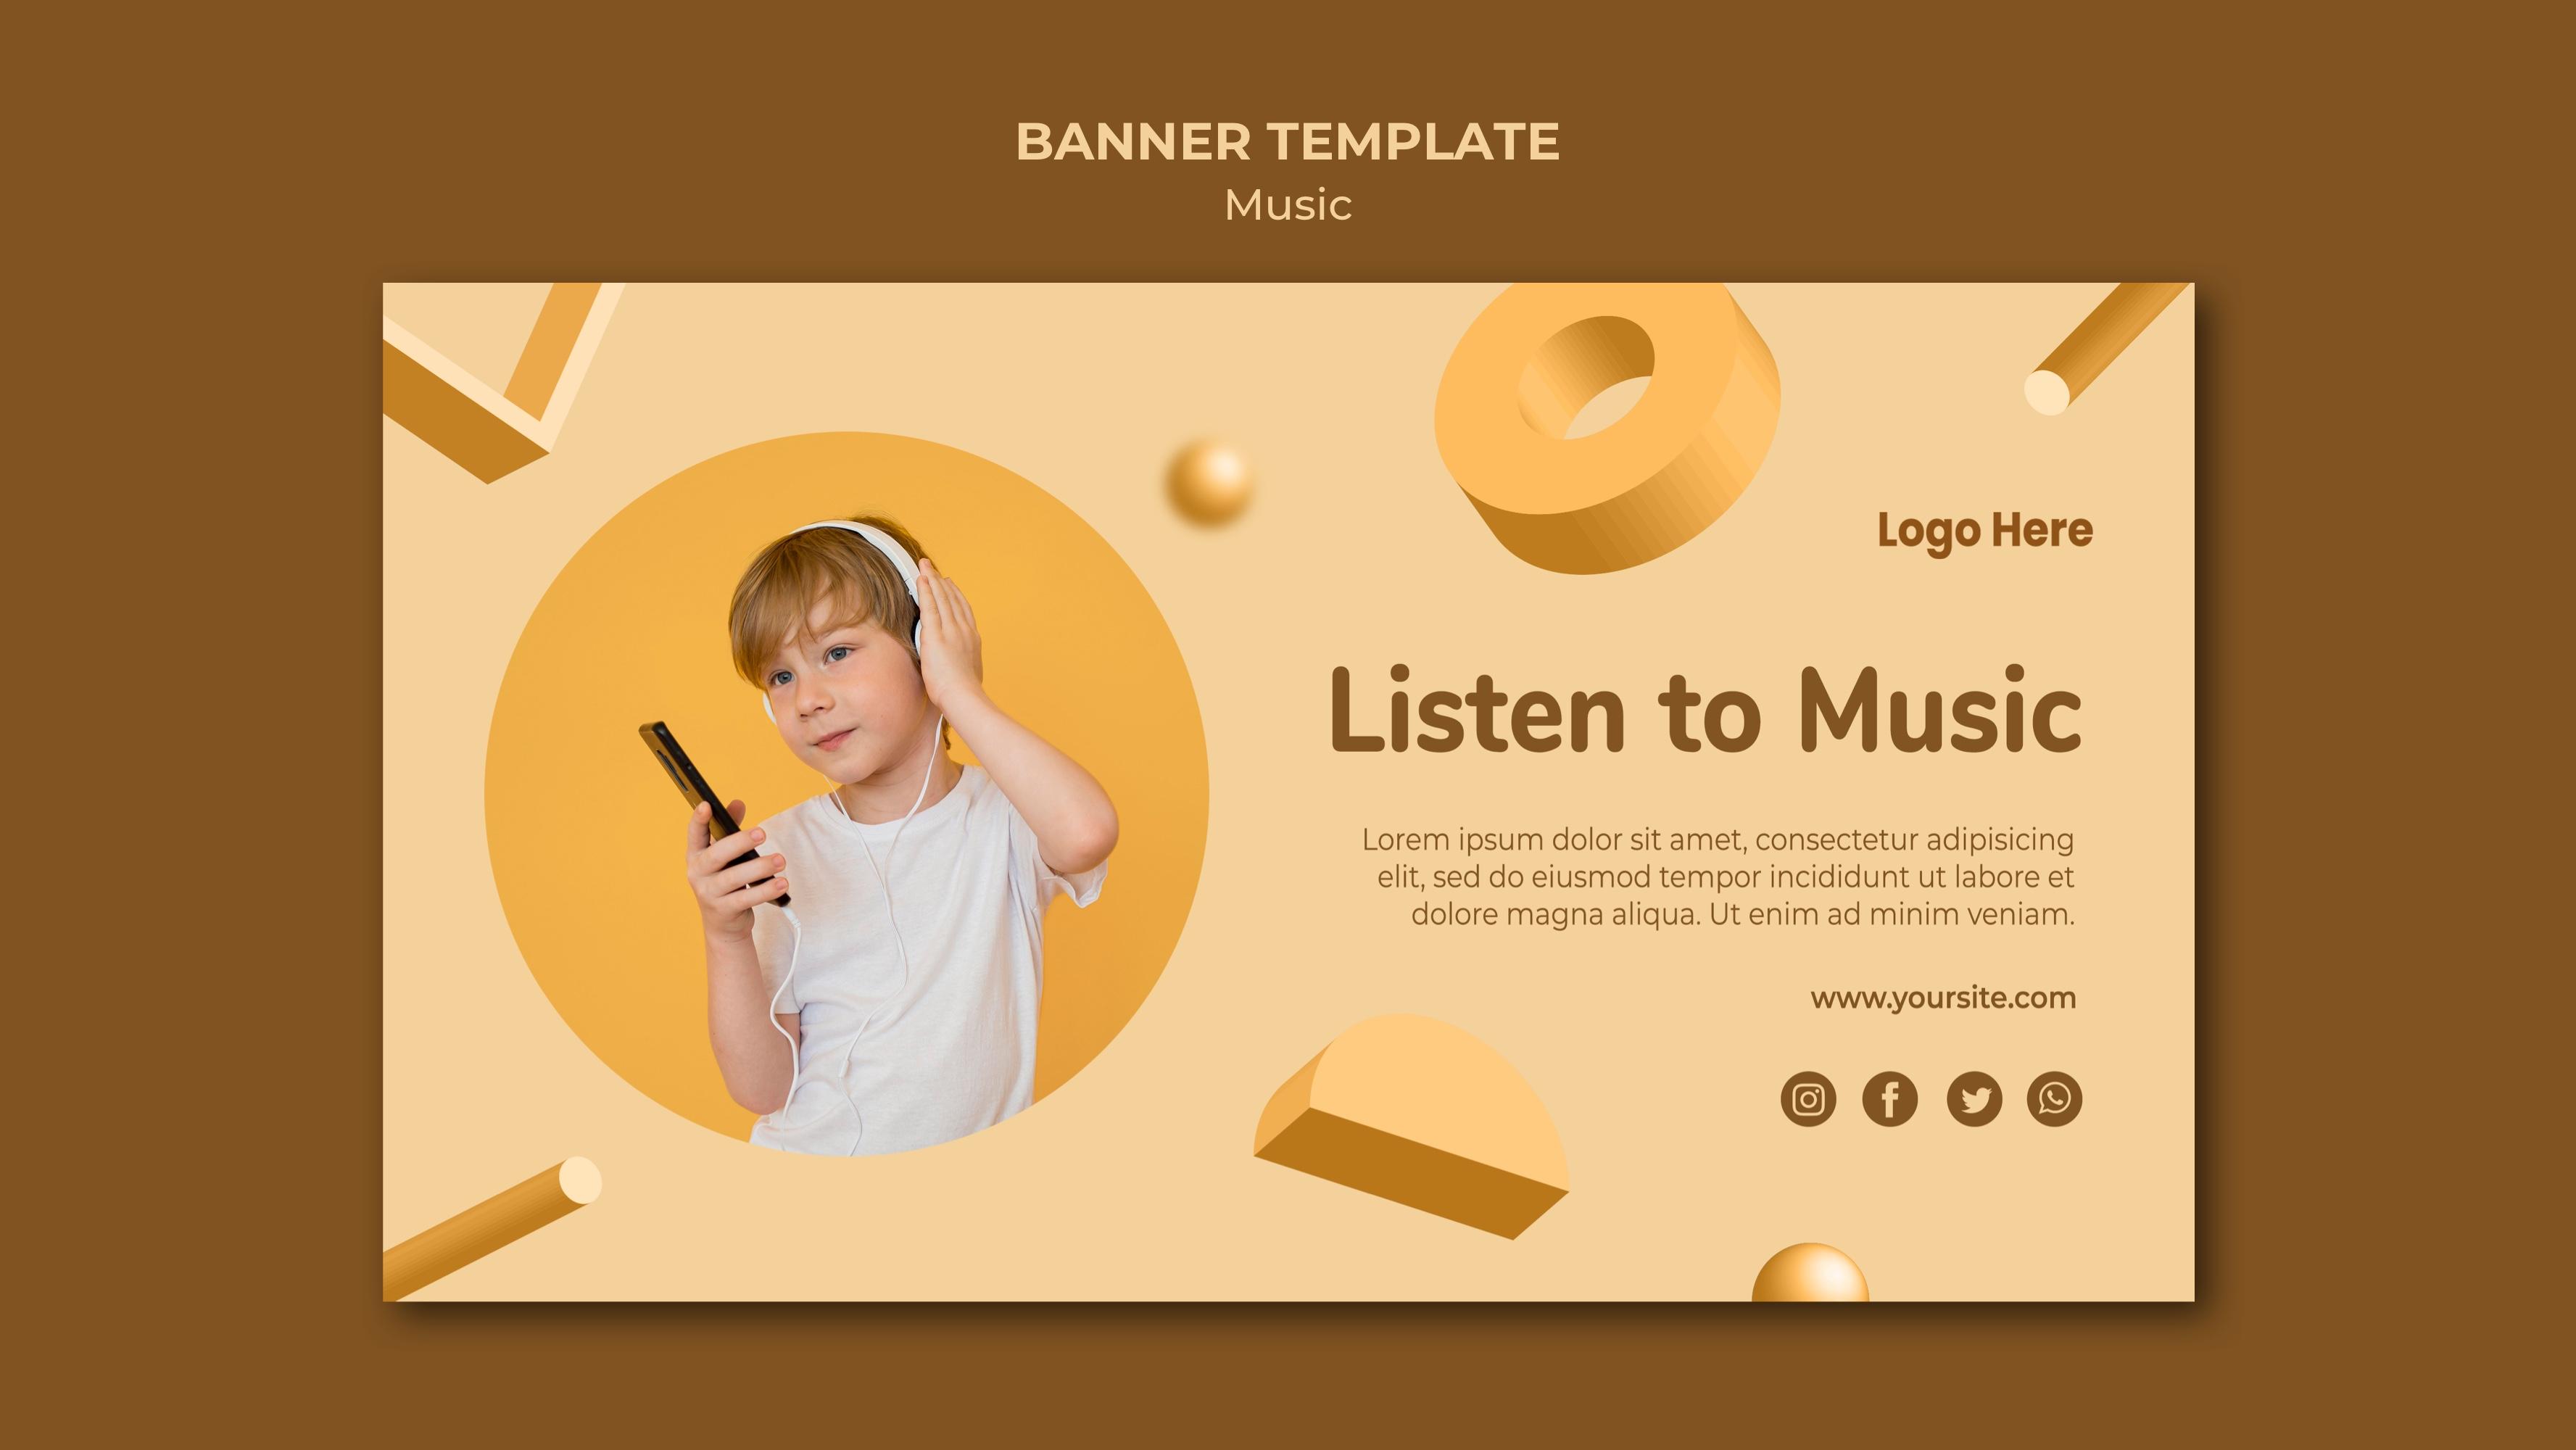 BANNER TEMPLATE
Music
Logo Here
Listen to Music
Lorem ipsum dolor sit amet, consectetur adipisicing
elit, sed do eiusmod tempor incididunt ut labore et
dolore magna aliqua. Ut enim ad minim veniam.
www.yoursite.com